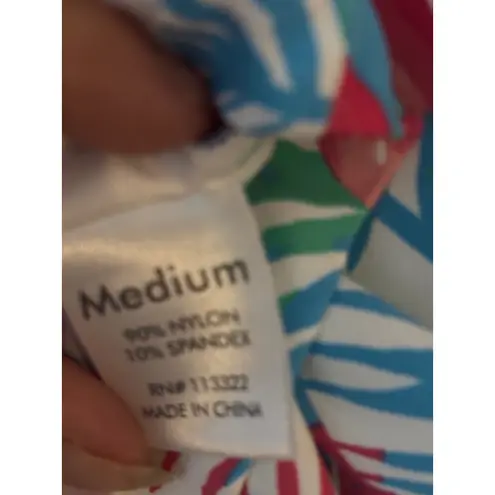 Medium
90% NYLON
10% SPANDEX
RN# 113322
MADE IN CHINA